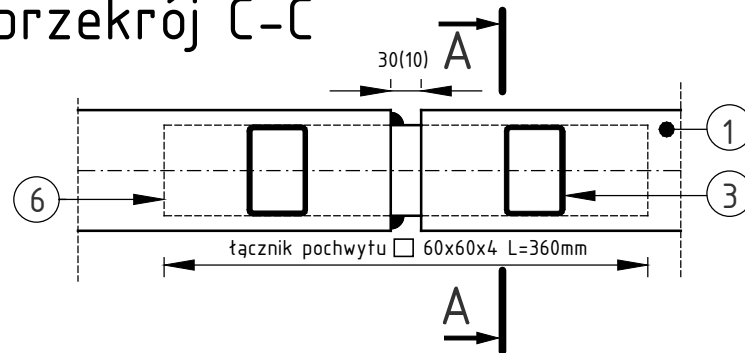 przekrój C-C
A
30(10)
1
6
3
łącznik pochwytu □ 60x60x4 L=360mm
A